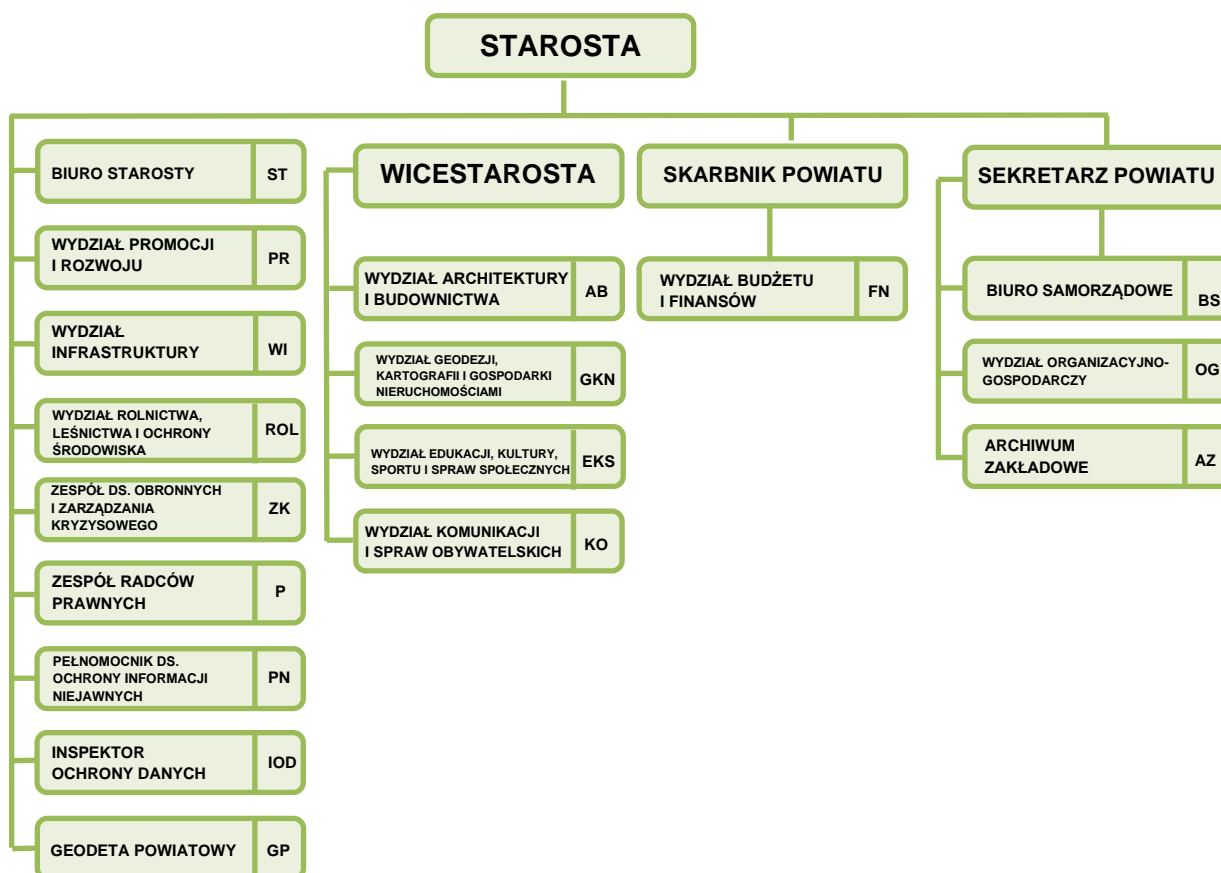 STAROSTA
BIURO STAROSTY
ST
WYDZIAŁ PROMOCJI
I ROZWOJU
PR
WYDZIAŁ
INFRASTRUKTURY
WI
WYDZIAŁ ROLNICTWA,
LEŚNICTWA I OCHRONY
ŚRODOWISKA
ROL
ZESPÓŁ DS. OBRONNYCH
I ZARZĄDZANIA
KRYZYSOWEGO
ZK
ZESPÓŁ RADCÓW
PRAWNYCH
P
PEŁNOMOCNIK DS.
OCHRONY INFORMACJI
NIEJAWNYCH
PN
INSPEKTOR
OCHRONY DANYCH
IOD
GEODETA POWIATOWY
GP
WICESTAROSTA
WYDZIAŁ ARCHITEKTURY
I BUDOWNICTWA
AB
WYDZIAŁ GEODEZJI,
KARTOGRAFII I GOSPODARKI
NIERUCHOMOŚCIAMI
GKN
WYDZIAŁ EDUKACJI, KULTURY,
SPORTU I SPRAW SPOŁECZNYCH
EKS
WYDZIAŁ KOMUNIKACJI
I SPRAW OBYWATELSKICH
KO
SKARBNIK POWIATU
WYDZIAŁ BUDŻETU
I FINANSÓW
FN
SEKRETARZ POWIATU
BIURO SAMORZĄDOWE
BS
WYDZIAŁ ORGANIZACYJNO-
GOSPODARCZY
OG
ARCHIWUM
ZAKŁADOWE
AZ